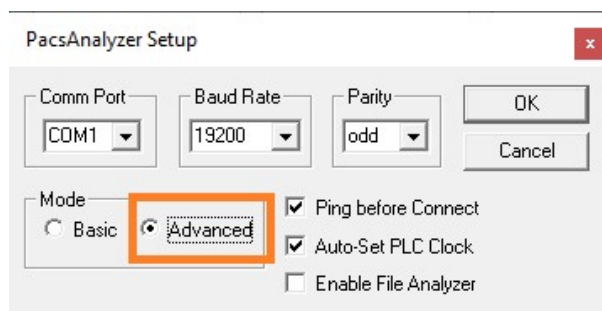 PacsAnalyzer Setup
x
Comm Port
Baud Rate
Parity
COM1
19200
odd
OK
Cancel
Mode
Basic
Advanced
Ping before Connect
Auto-Set PLC Clock
Enable File Analyzer